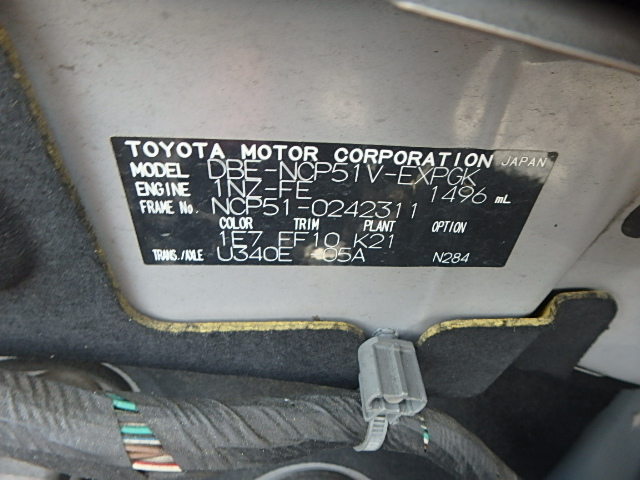 TOYOTA MOTOR CORPORATION JAPAN
MODEL DBE-NCP51V-EXPGK
ENGINE 1NZ-FE 1496 mL
FRAME No. NCP51-0242311
COLOR TRIM PLANT OPTION
1E7 EF10 K21
TRANS./AXLE U340E -05A N284